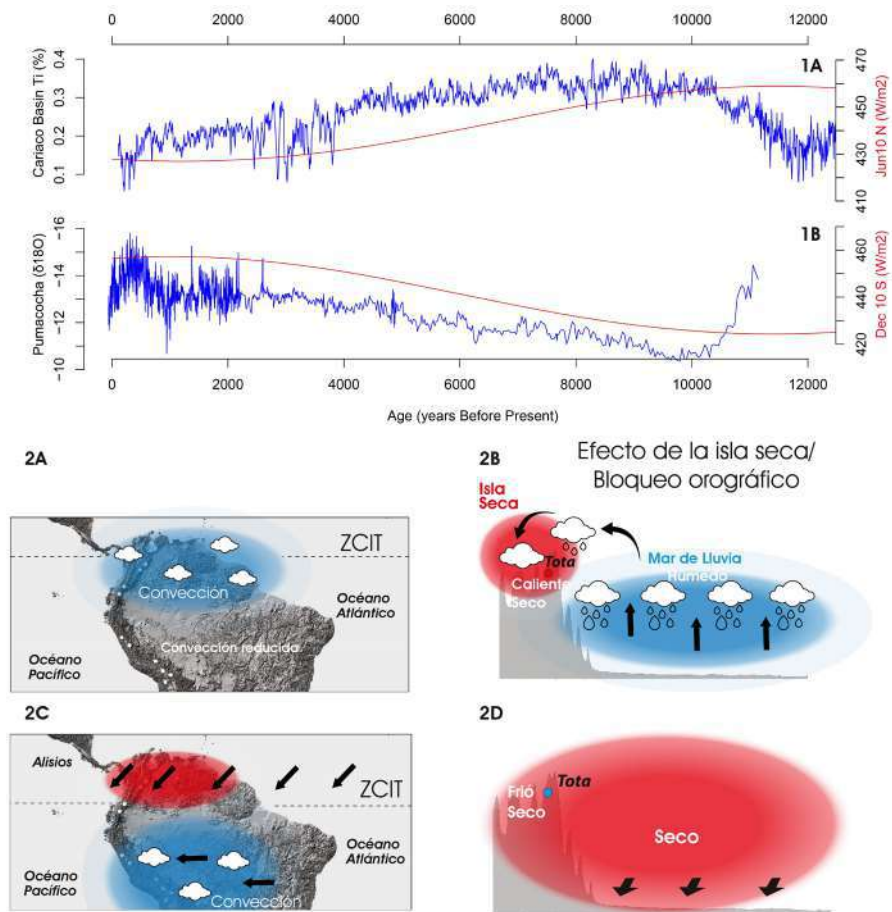 0 2000 4000 6000 8000 10000 12000
Cariaco Basin Ti (%)
0.4
0.3
0.2
0.1
1A
470
450
430
410
Jun10 N (W/m2)
Pumacocha (δ18O)
−16
−14
−12
−10
1B
460
440
420
Dec 10 S (W/m2)
0 2000 4000 6000 8000 10000 12000
Age (years Before Present)
2A
ZCIT
Convección
Océano
Atlántico
Convección reducida
Océano
Pacífico
2B
Efecto de la isla seca/
Bloqueo orográfico
Isla
Seca
Tota
Caliente
Seco
Mar de Lluvia
Húmedo
2C
Alisios
ZCIT
Océano
Atlántico
Océano
Pacífico
Convección
2D
Tota
Frió
Seco
Seco